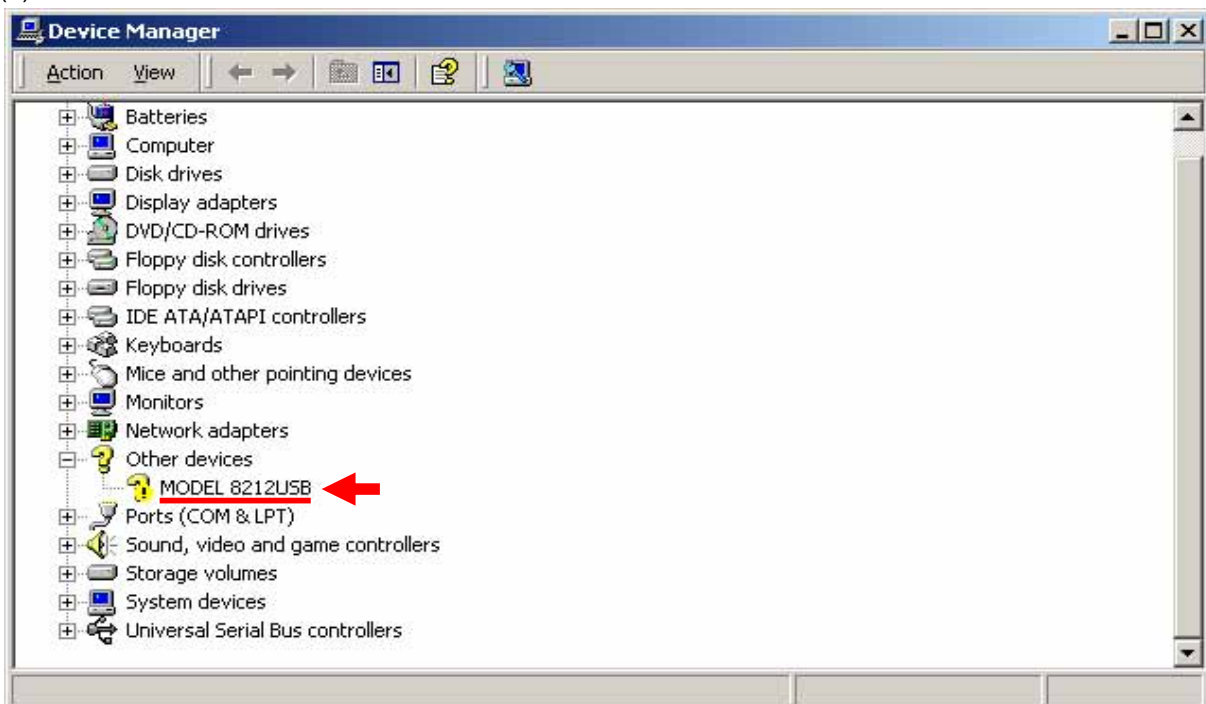 Device Manager
Action View
Batteries
Computer
Disk drives
Display adapters
DVD/CD-ROM drives
Floppy disk controllers
Floppy disk drives
IDE ATA/ATAPI controllers
Keyboards
Mice and other pointing devices
Monitors
Network adapters
Other devices
MODEL 8212USB
Ports (COM & LPT)
Sound, video and game controllers
Storage volumes
System devices
Universal Serial Bus controllers